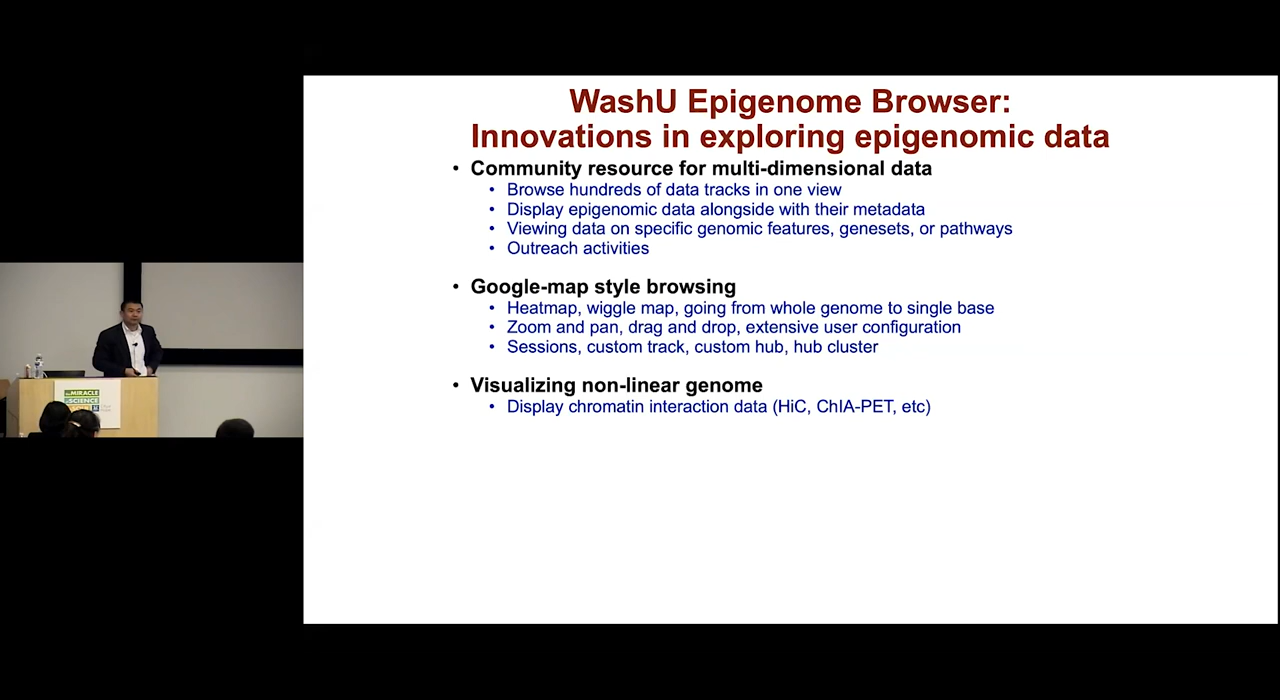 WashU Epigenome Browser:
Innovations in exploring epigenomic data
• Community resource for multi-dimensional data
• Browse hundreds of data tracks in one view
• Display epigenomic data alongside with their metadata
• Viewing data on specific genomic features, genesets, or pathways
• Outreach activities
• Google-map style browsing
• Heatmap, wiggle map, going from whole genome to single base
• Zoom and pan, drag and drop, extensive user configuration
• Sessions, custom track, custom hub, hub cluster
• Visualizing non-linear genome
• Display chromatin interaction data (HiC, ChIA-PET, etc)
MIRACLE
SCIENCE